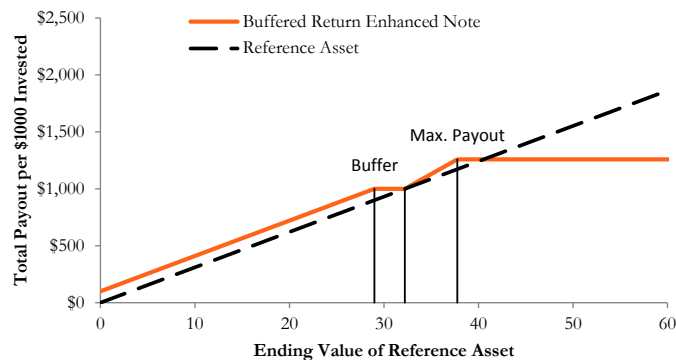 Buffered Return Enhanced Note
Reference Asset
Total Payout per $1000 Invested
$2,500
$2,000
$1,500
$1,000
$500
$0
Max. Payout
Buffer
0
10
20
30
40
50
60
Ending Value of Reference Asset